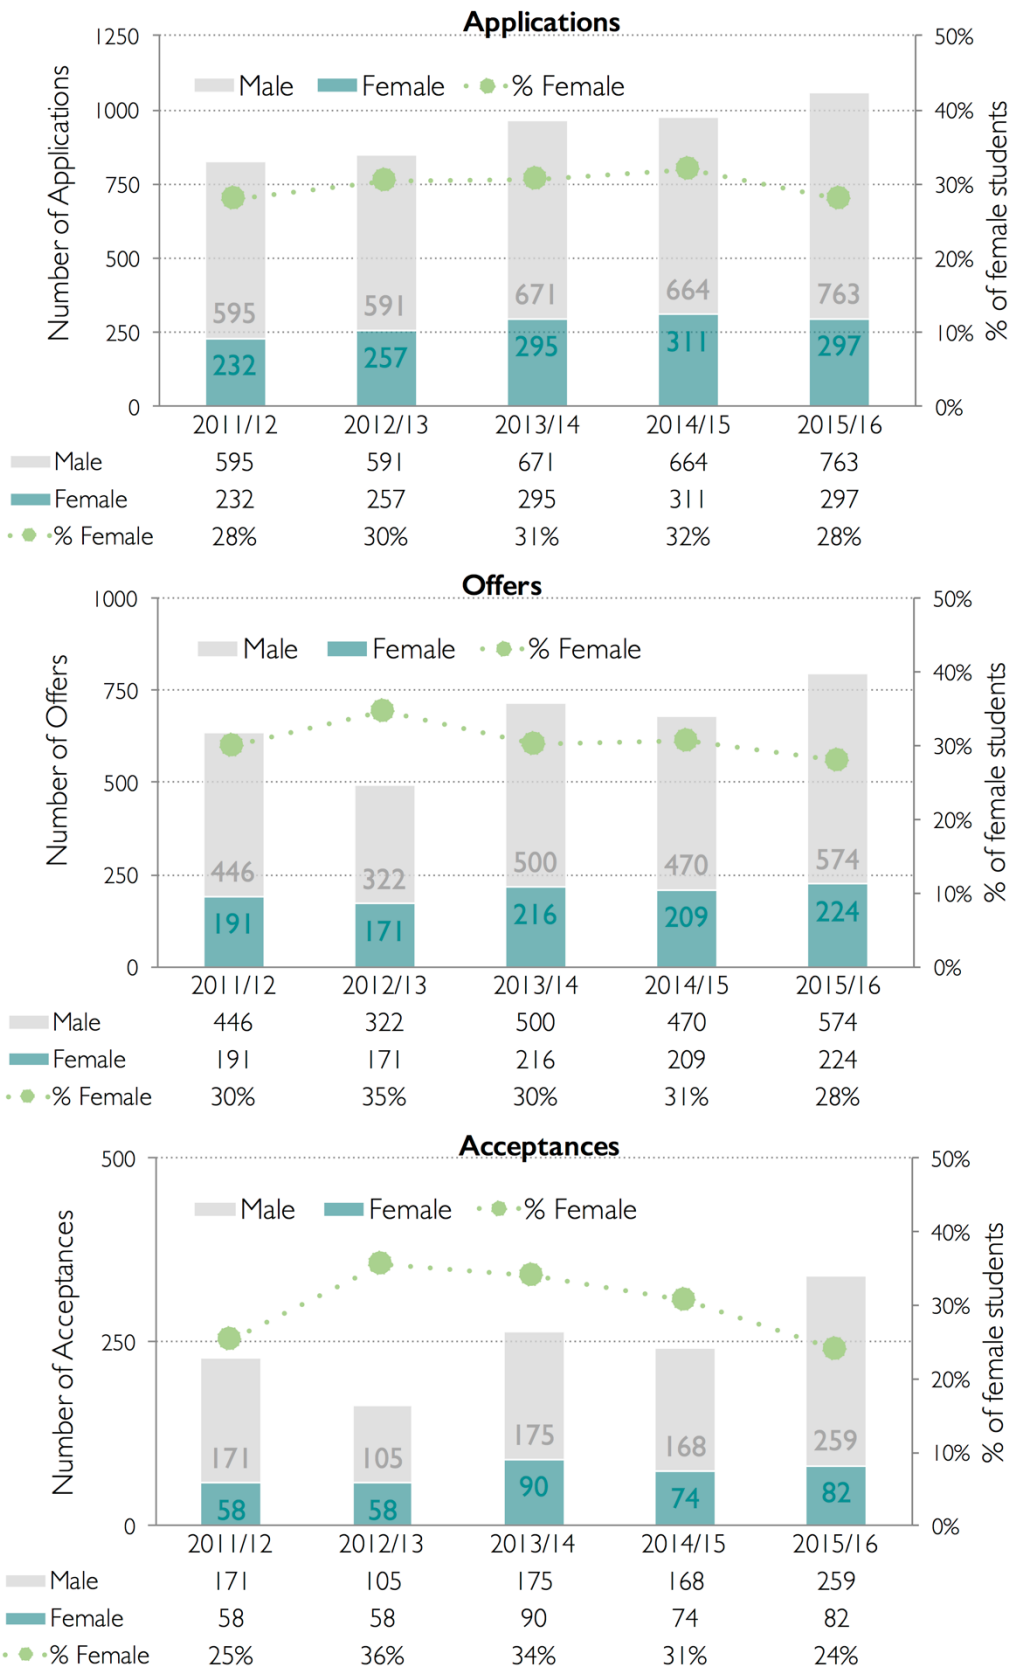 Applications
1250 50%
Male Female % Female
1000 40%
750 30%
500 20%
250 10%
0 0%
Number of Applications
% of female students
595 591 671 664 763
232 257 295 311 297
2011/12 2012/13 2013/14 2014/15 2015/16
Male 595 591 671 664 763
Female 232 257 295 311 297
% Female 28% 30% 31% 32% 28%
Offers
1000 50%
Male Female % Female
40%
750
30%
500
20%
250
10%
0 0%
Number of Offers
% of female students
446 322 500 470 574
191 171 216 209 224
2011/12 2012/13 2013/14 2014/15 2015/16
Male 446 322 500 470 574
Female 191 171 216 209 224
% Female 30% 35% 30% 31% 28%
Acceptances
500 50%
Male Female % Female
40%
30%
250
20%
10%
0 0%
Number of Acceptances
% of female students
171 105 175 168 259
58 58 90 74 82
2011/12 2012/13 2013/14 2014/15 2015/16
Male 171 105 175 168 259
Female 58 58 90 74 82
% Female 25% 36% 34% 31% 24%